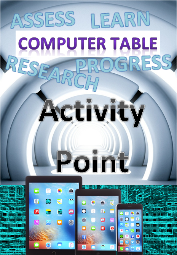 ASSESS LEARN
COMPUTER TABLE
RESEARCH PROGRESS
Activity
Point